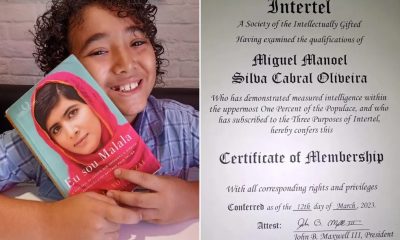 Eu sou Malala
Intertel
A Society of the Intellectually Gifted
Having examined the qualifications of
Miguel Manoel
Silva Cabral Oliveira
Who has demonstrated measured intelligence within
the uppermost One Percent of the Populace, and who
has subscribed to the Three Purposes of Intertel,
hereby confers this
Certificate of Membership
With all corresponding rights and privileges
Conferred as of the 12th day of March, 2023.
Attest:
John B. Maxwell III, President